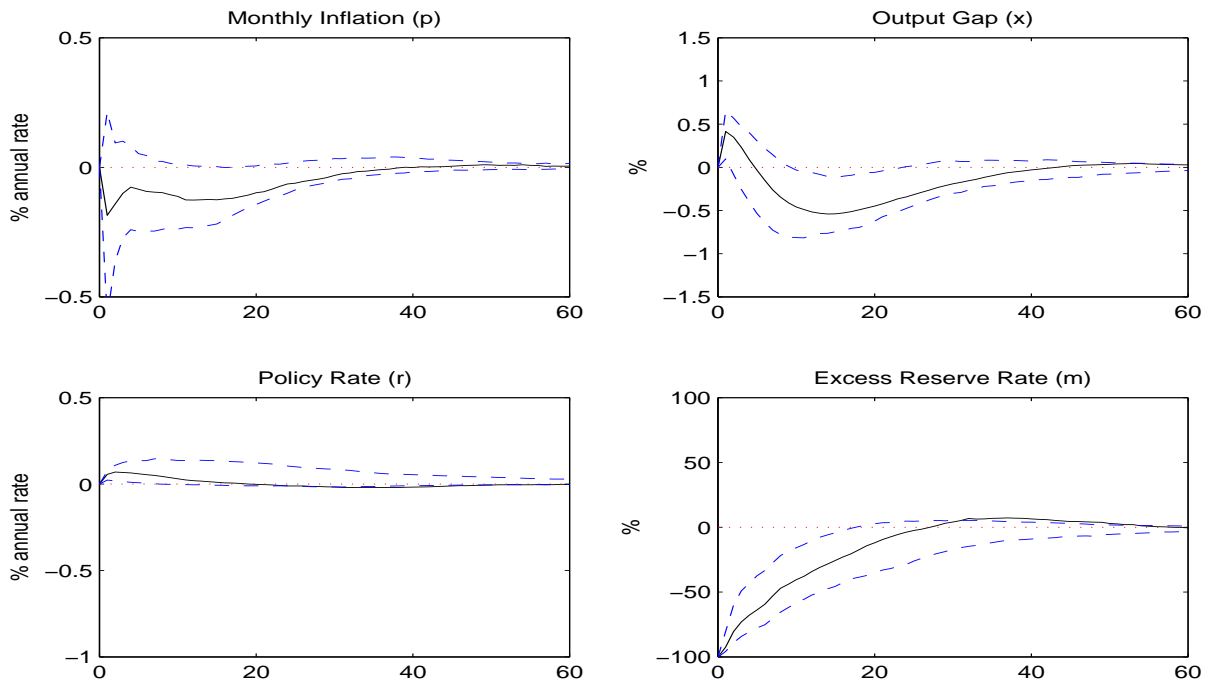 Monthly Inflation (p)
0.5
0
−0.5
% annual rate
0 20 40 60
Output Gap (x)
1.5
1
0.5
0
−0.5
−1
−1.5
%
0 20 40 60
Policy Rate (r)
0.5
0
−0.5
−1
% annual rate
0 20 40 60
Excess Reserve Rate (m)
100
50
0
−50
−100
%
0 20 40 60